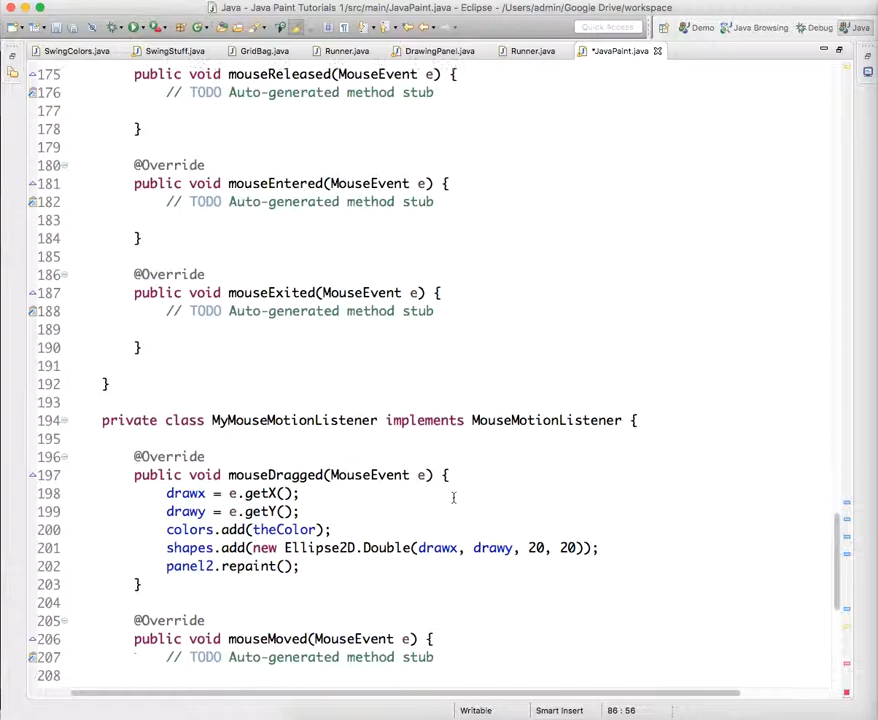 Java - Java Paint Tutorials 1/src/main/JavaPaint.java - Eclipse - /Users/admin/Google Drive/workspace
Quick Access Demo Java Browsing Debug Java
SwingColors.java SwingStuff.java GridBag.java Runner.java DrawingPanel.java Runner.java *JavaPaint.java
175 public void mouseReleased(MouseEvent e) {
176 // TODO Auto-generated method stub
177
178 }
179
180 @Override
181 public void mouseEntered(MouseEvent e) {
182 // TODO Auto-generated method stub
183
184 }
185
186 @Override
187 public void mouseExited(MouseEvent e) {
188 // TODO Auto-generated method stub
189
190 }
191
192 }
193
194 private class MyMouseMotionListener implements MouseMotionListener {
195
196 @Override
197 public void mouseDragged(MouseEvent e) {
198 drawx = e.getX();
199 drawy = e.getY();
200 colors.add(theColor);
201 shapes.add(new Ellipse2D.Double(drawx, drawy, 20, 20));
202 panel2.repaint();
203 }
204
205 @Override
206 public void mouseMoved(MouseEvent e) {
207 // TODO Auto-generated method stub
208
Writable Smart Insert 86 : 56